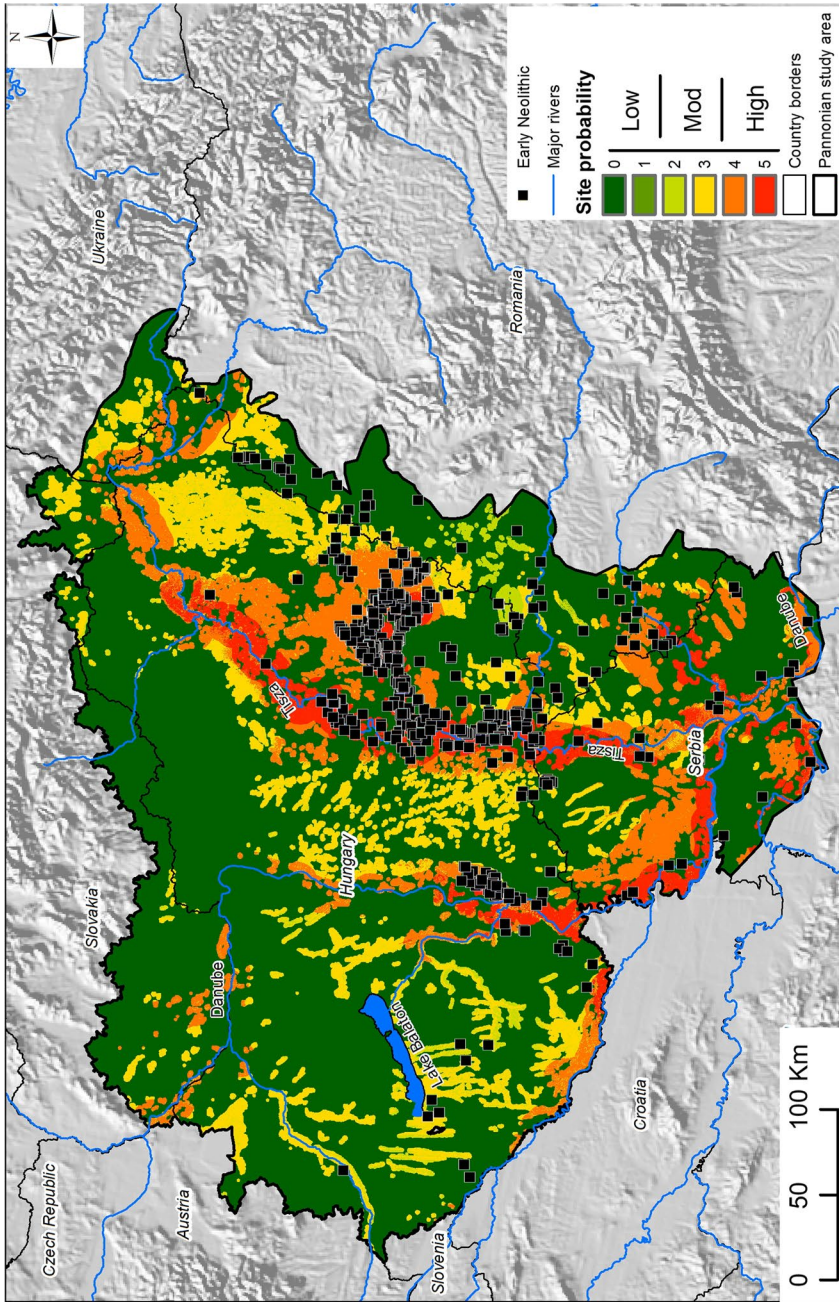 N
Ukraine
Slovakia
Czech Republic
Austria
Slovenia
Croatia
Hungary
Romania
Serbia
Danube
Danube
Tisza
Tisza
Lake Balaton
Early Neolithic
Major rivers
Site probability
0
1
2
3
4
5
Low
Mod
High
Country borders
Pannonian study area
0 50 100 Km